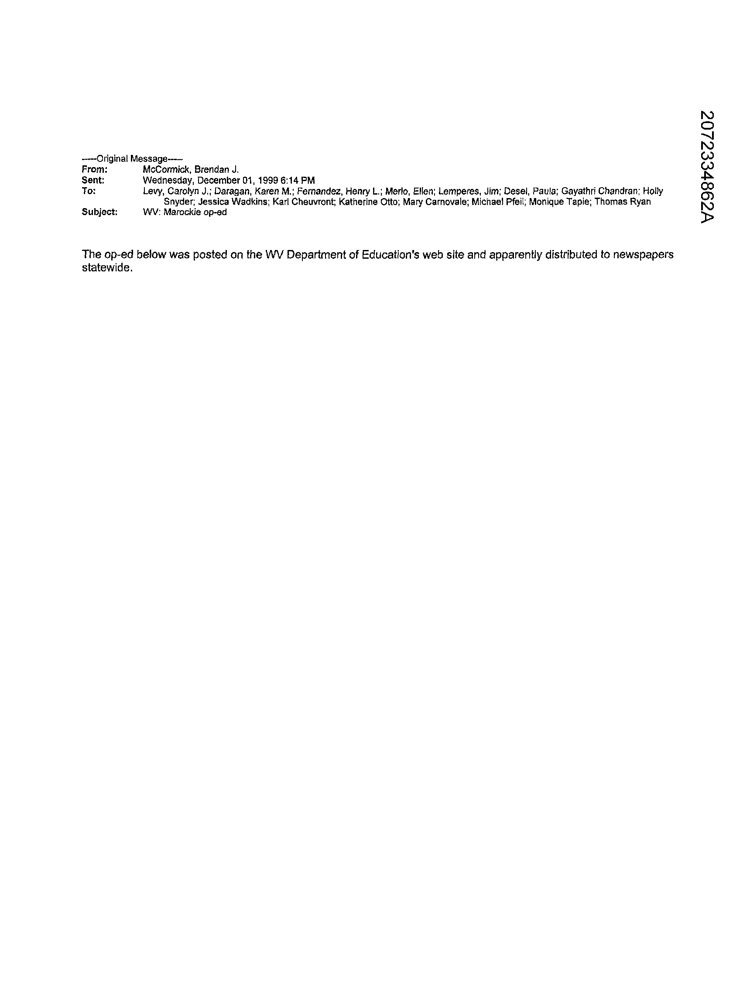 -----Original Message-----
From: McCormick, Brendan J.
Sent: Wednesday, December 01, 1999 6:14 PM
To: Levy, Carolyn J.; Daragan, Karen M.; Fernandez, Henry L.; Merlo, Ellen; Lemperes, Jim; Desel, Paula; Gayathri Chandran; Holly
Snyder; Jessica Wadkins; Karl Cheuvront; Katherine Otto; Mary Carnovale; Michael Pfeil; Monique Tapie; Thomas Ryan
Subject: WV: Marockie op-ed
The op-ed below was posted on the WV Department of Education's web site and apparently distributed to newspapers
statewide.
2072334862A